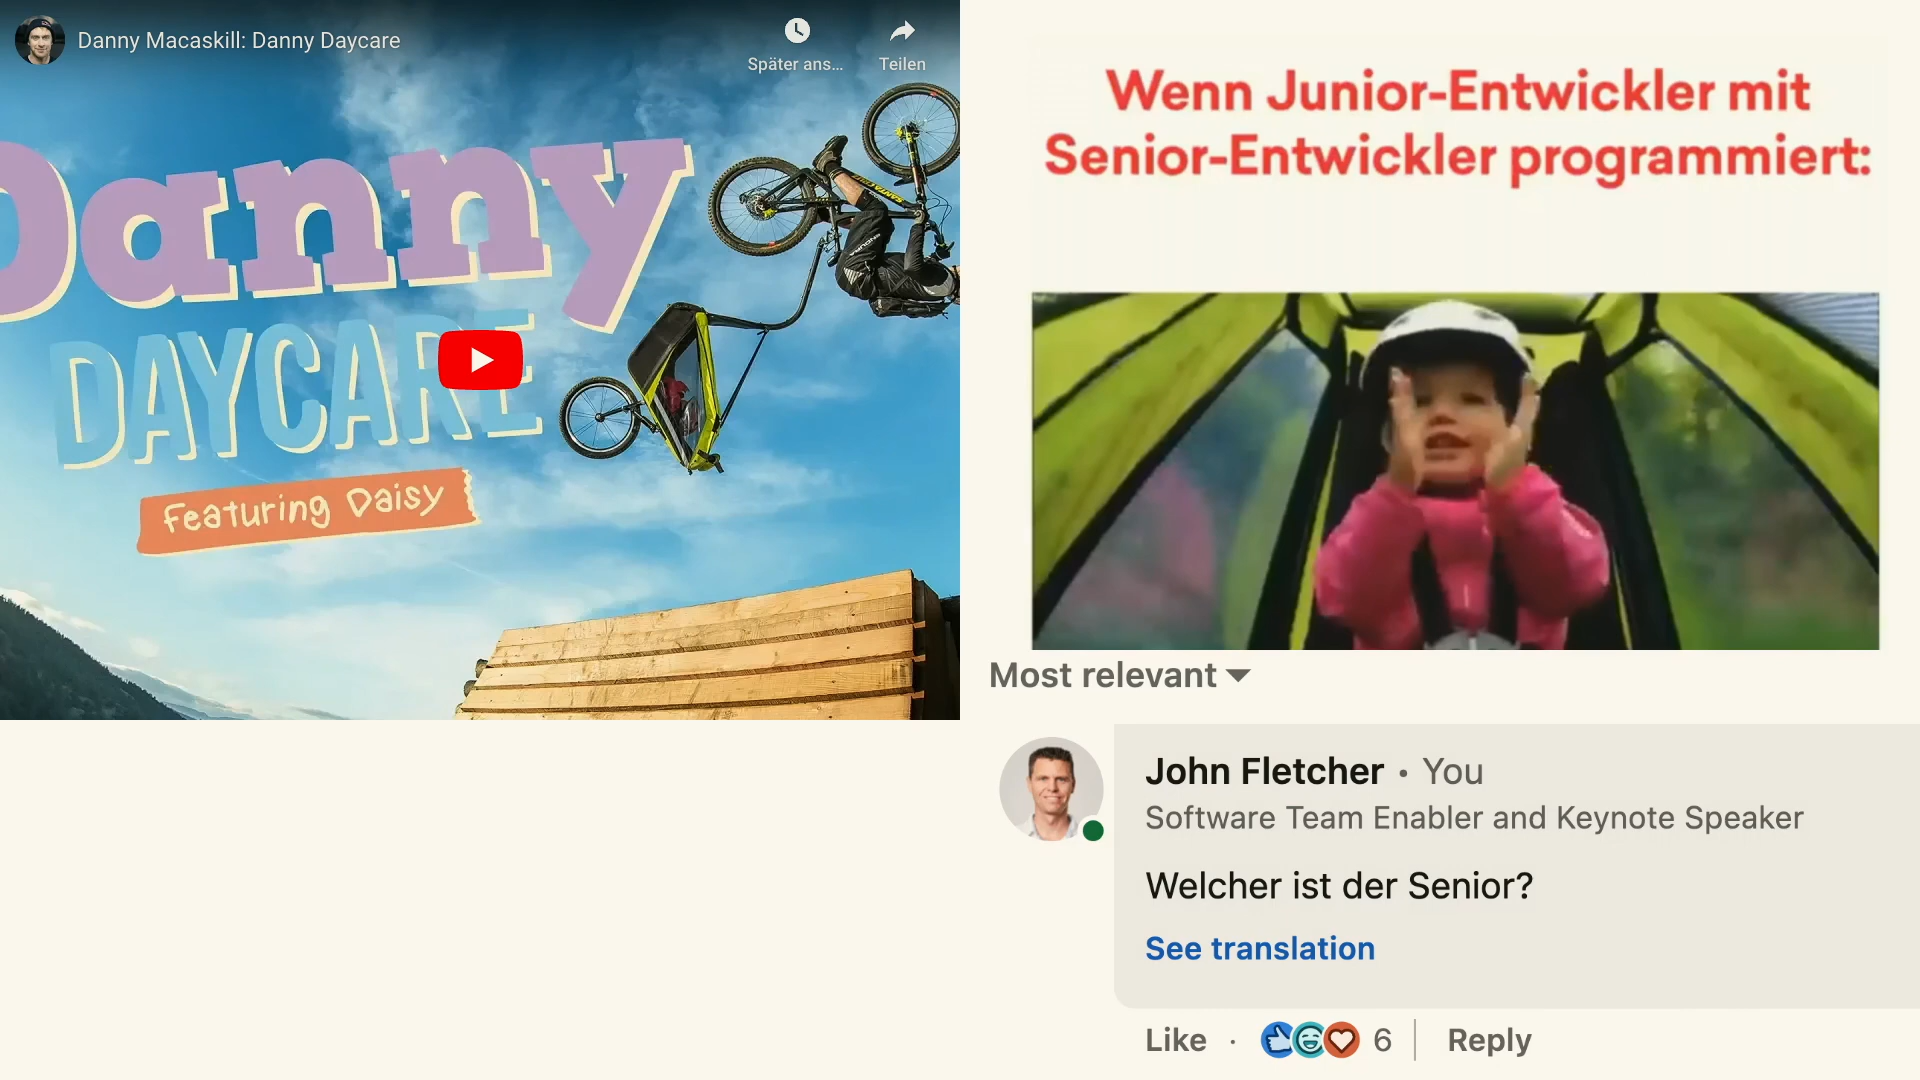 Danny Macaskill: Danny Daycare
Später ans...
Teilen
Danny
DAYCARE
Featuring Daisy
Wenn Junior-Entwickler mit
Senior-Entwickler programmiert:
Most relevant
John Fletcher • You
Software Team Enabler and Keynote Speaker
Welcher ist der Senior?
See translation
Like · 6 | Reply